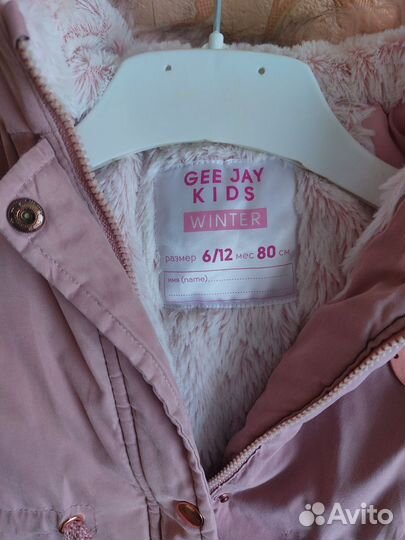 GEE JAY
KIDS
WINTER
размер 6/12 мес 80 см
имя (name)
Avito